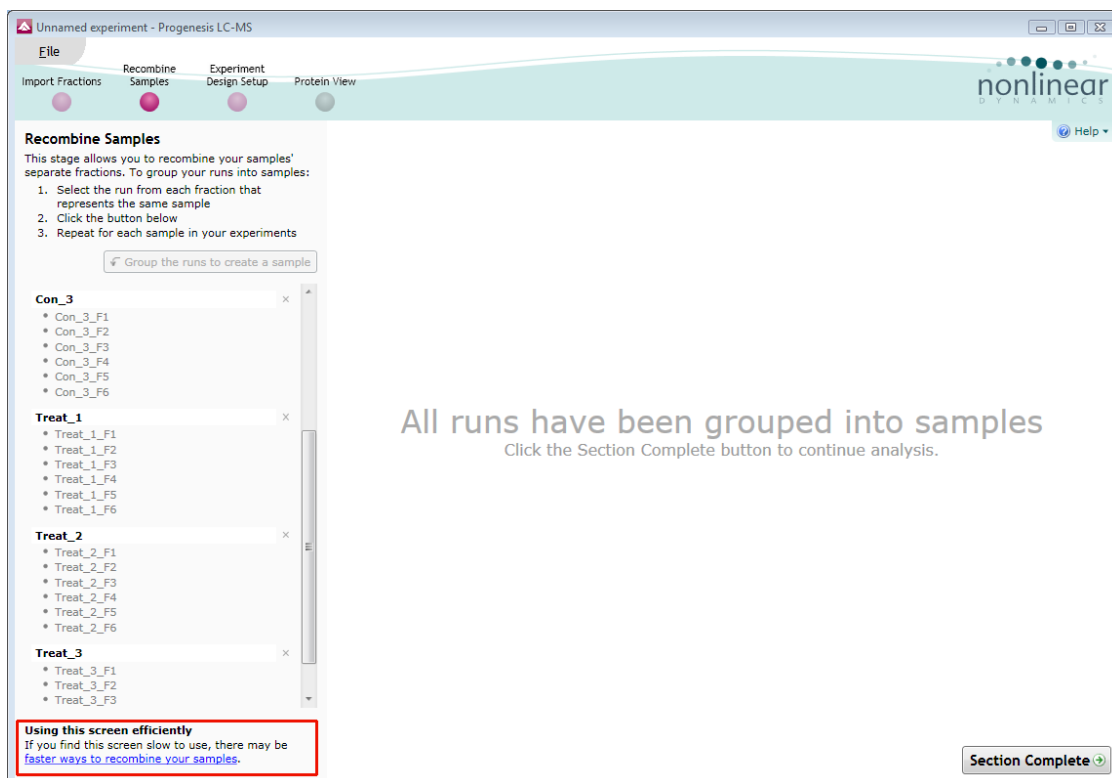 Unnamed experiment - Progenesis LC-MS
File
Import Fractions
Recombine
Samples
Experiment
Design Setup
Protein View
nonlinear
DYNAMICS
Help
Recombine Samples
This stage allows you to recombine your samples'
separate fractions. To group your runs into samples:
1. Select the run from each fraction that
represents the same sample
2. Click the button below
3. Repeat for each sample in your experiments
Group the runs to create a sample
Con_3
• Con_3_F1
• Con_3_F2
• Con_3_F3
• Con_3_F4
• Con_3_F5
• Con_3_F6
Treat_1
• Treat_1_F1
• Treat_1_F2
• Treat_1_F3
• Treat_1_F4
• Treat_1_F5
• Treat_1_F6
Treat_2
• Treat_2_F1
• Treat_2_F2
• Treat_2_F3
• Treat_2_F4
• Treat_2_F5
• Treat_2_F6
Treat_3
• Treat_3_F1
• Treat_3_F2
• Treat_3_F3
All runs have been grouped into samples
Click the Section Complete button to continue analysis.
Using this screen efficiently
If you find this screen slow to use, there may be
faster ways to recombine your samples.
Section Complete